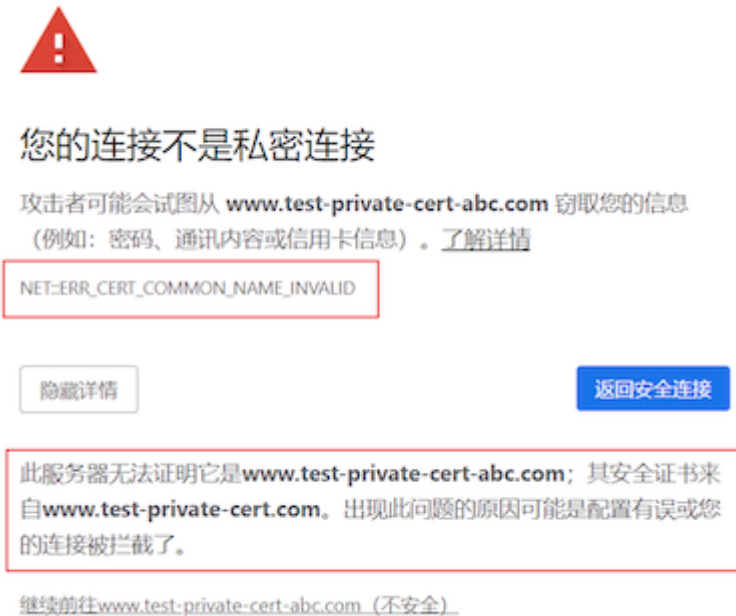 您的连接不是私密连接
攻击者可能会试图从 www.test-private-cert-abc.com 窃取您的信息
（例如：密码、通讯内容或信用卡信息）。了解详情
NET::ERR_CERT_COMMON_NAME_INVALID
隐藏详情
返回安全连接
此服务器无法证明它是www.test-private-cert-abc.com；其安全证书来
自www.test-private-cert.com。出现此问题的原因可能是配置有误或您
的连接被拦截了。
继续前往www.test-private-cert-abc.com（不安全）